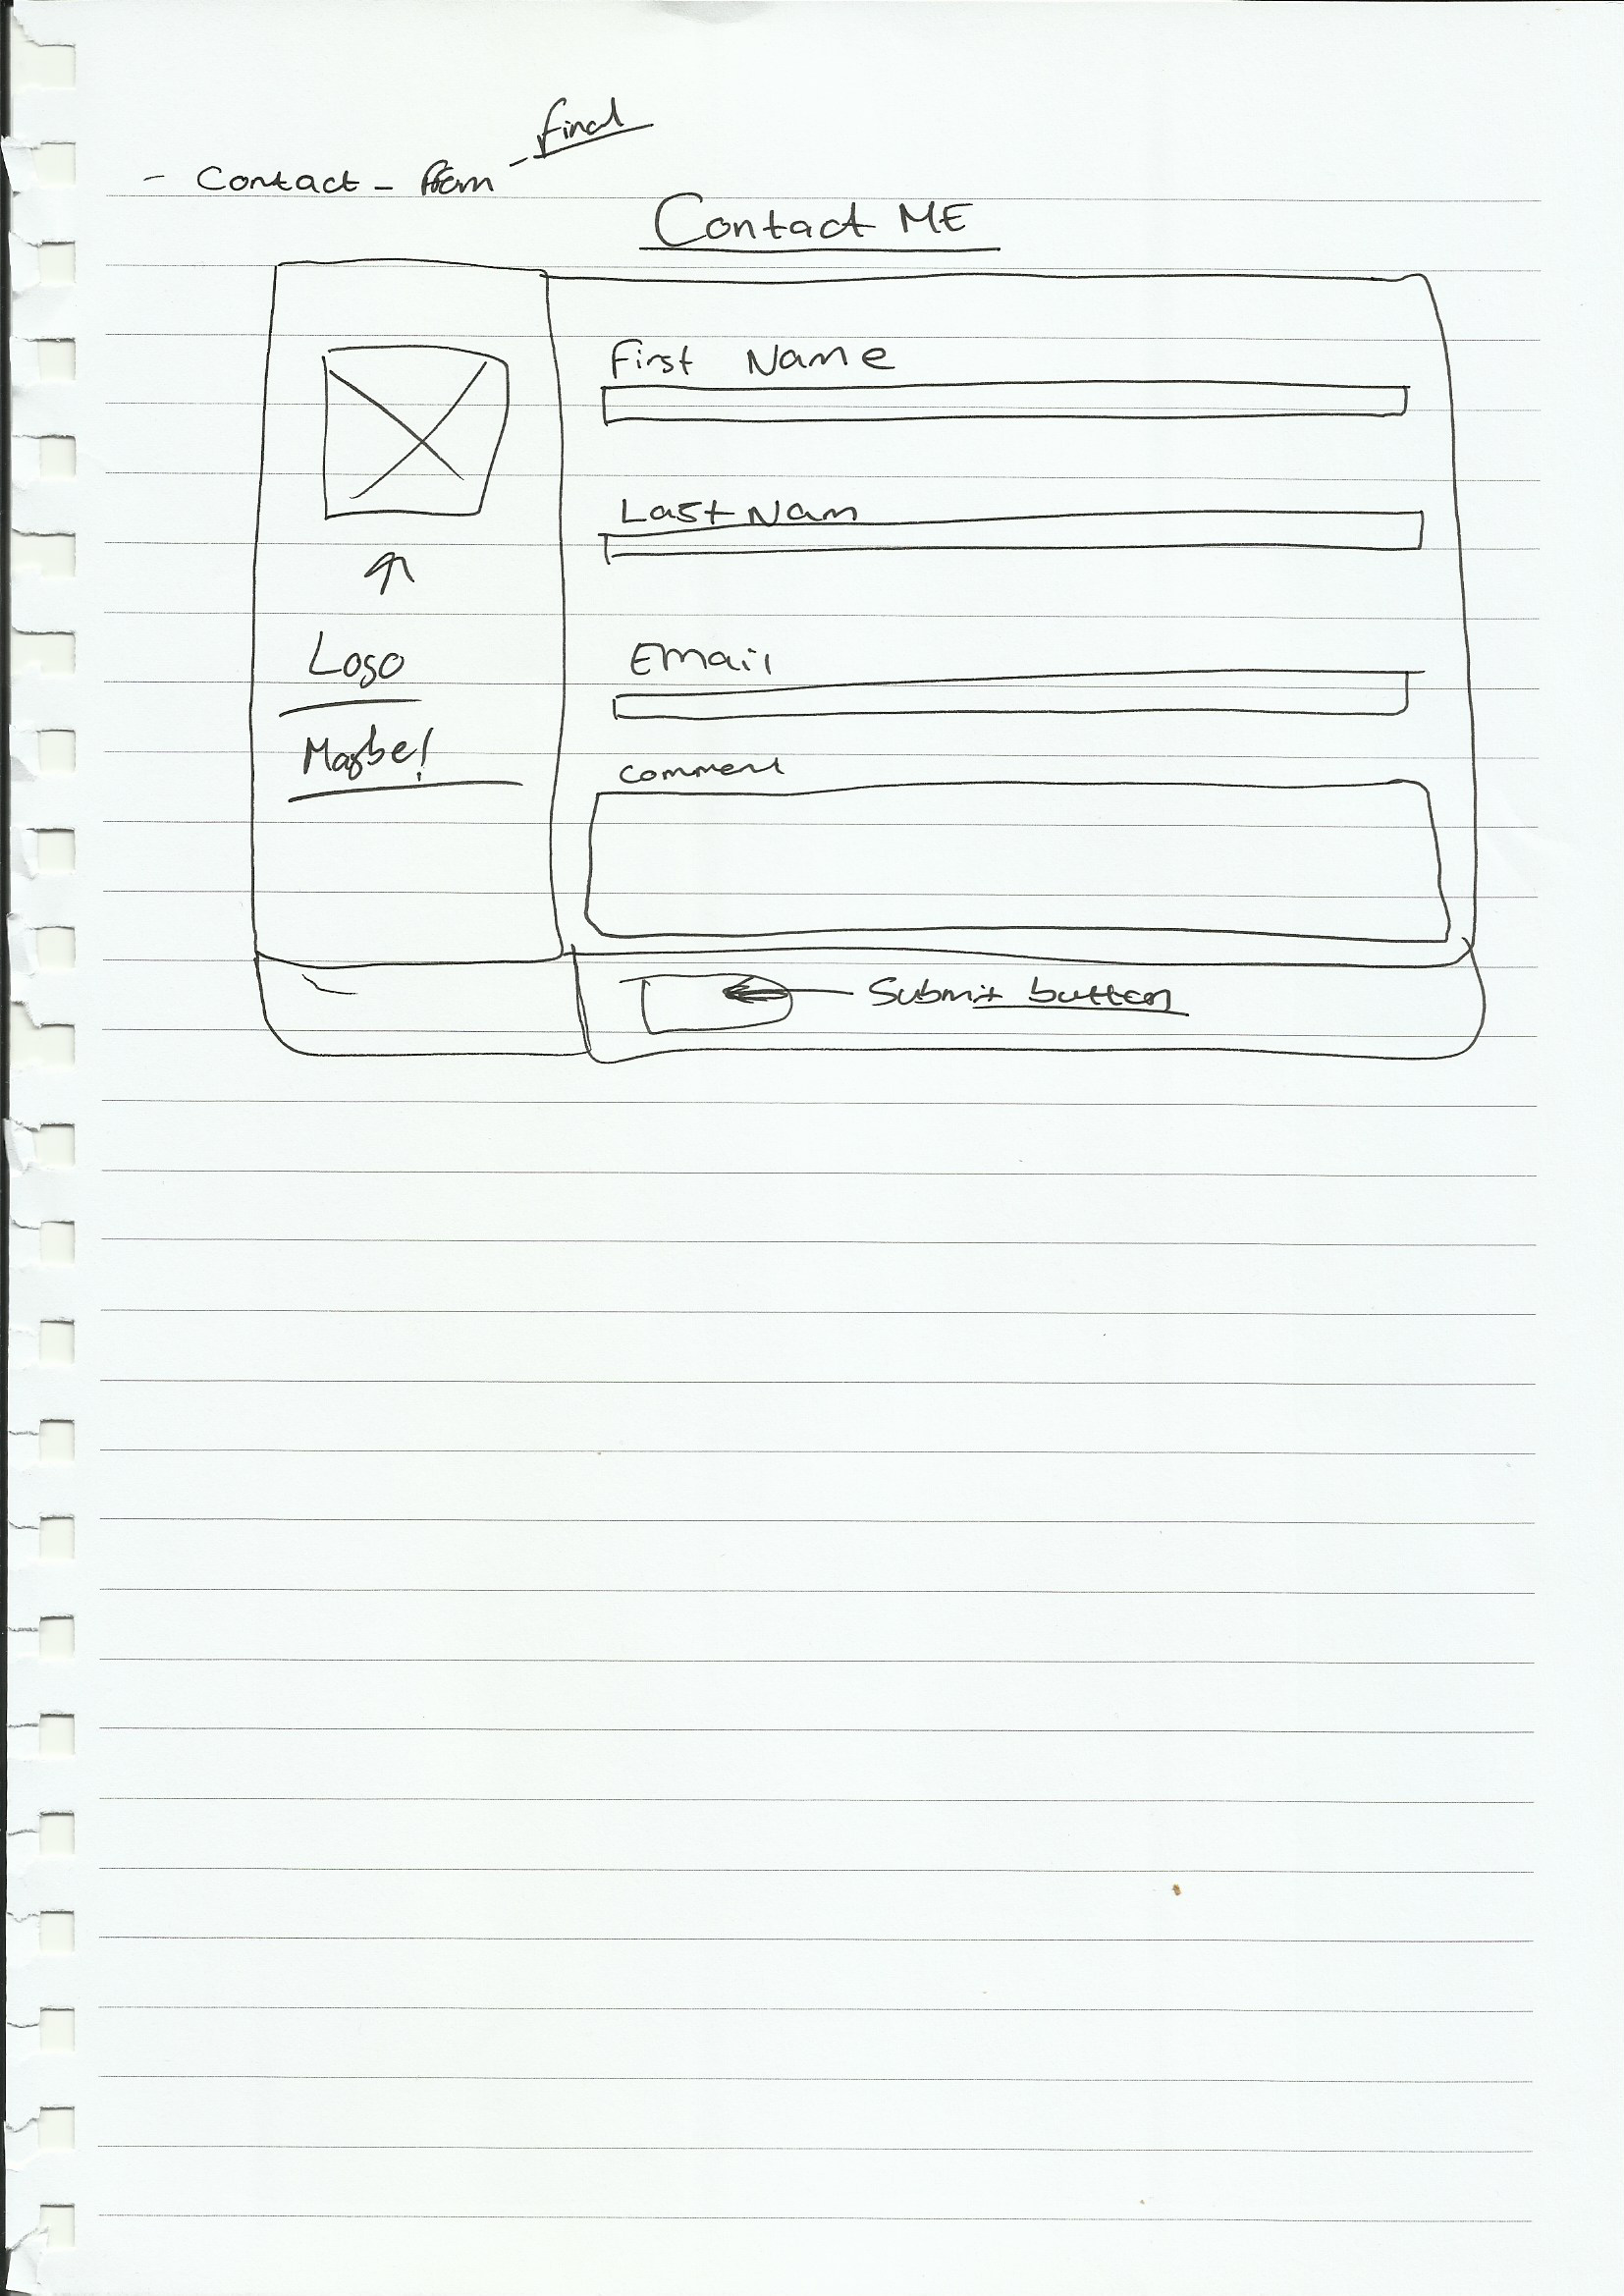 - Contact - Form - final
Contact ME
First Name
Last Nam
Email
Comment
Logo
Maybe!
Submit button